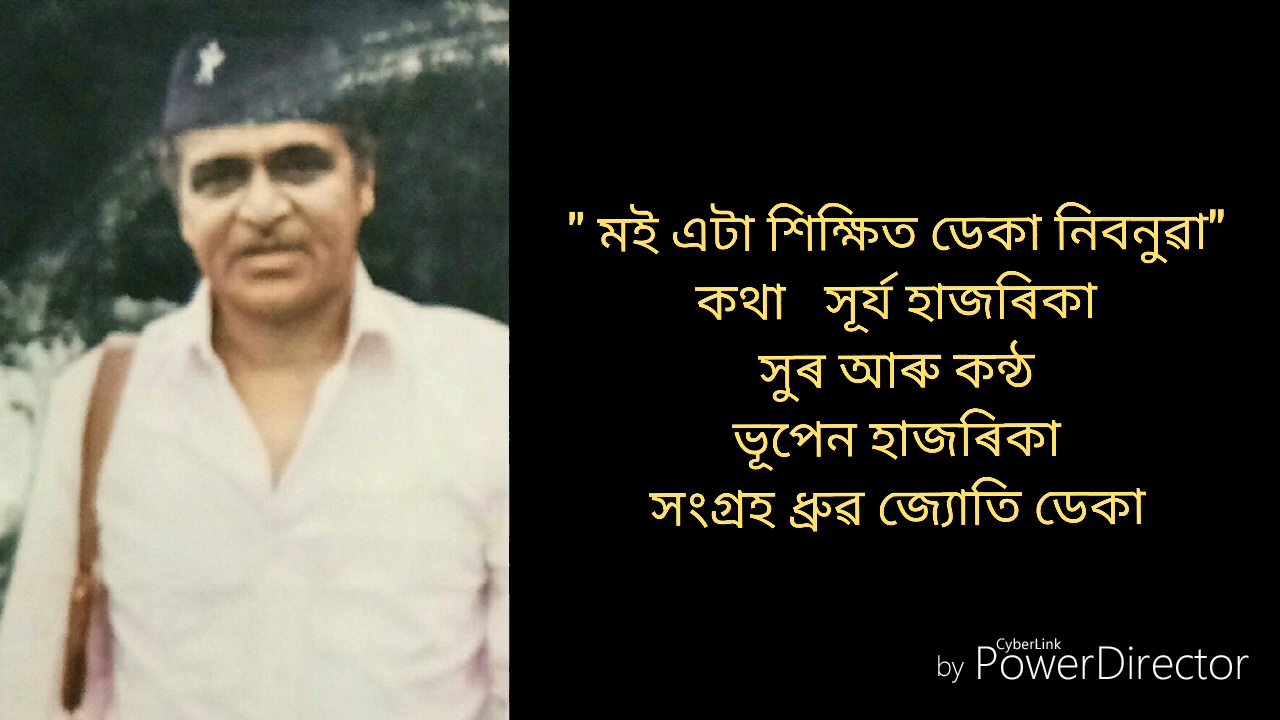 " মই এটা শিক্ষিত ডেকা নিবনুৱা"
কথা   সূৰ্য হাজৰিকা
সুৰ আৰু কন্ঠ
ভূপেন হাজৰিকা
সংগ্ৰহ ধ্ৰুৱ জ্যোতি ডেকা
CyberLink
by PowerDirector